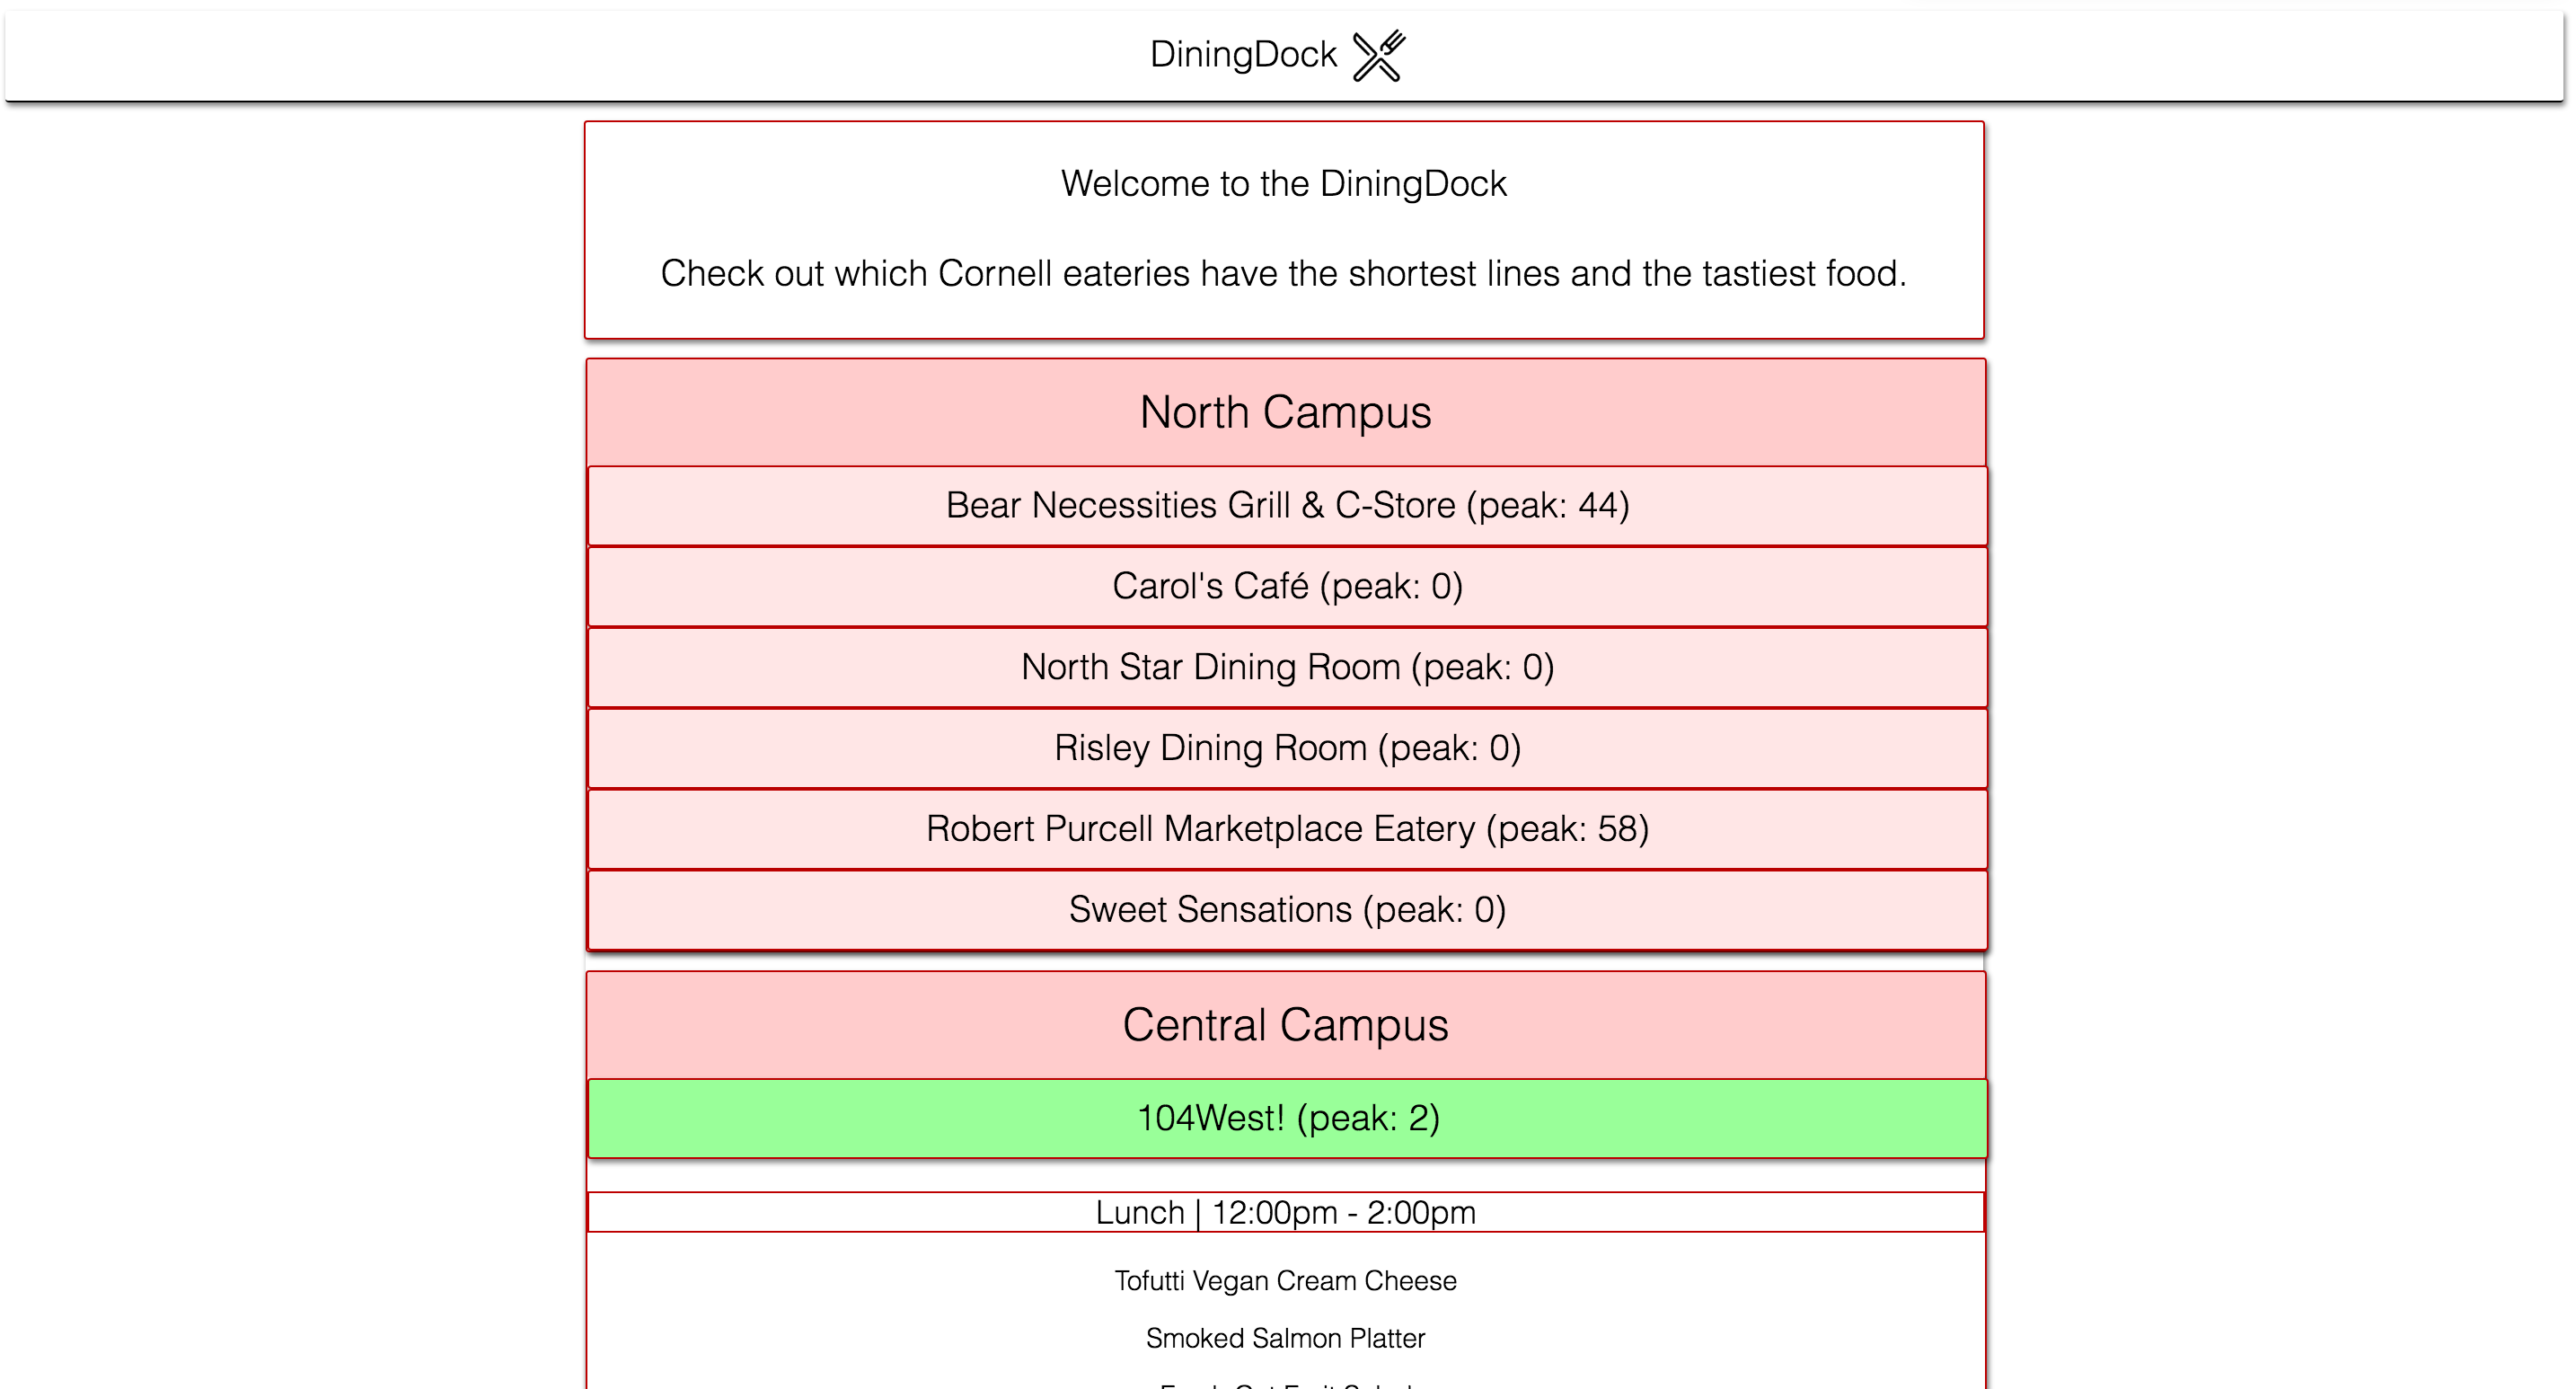 DiningDock
Welcome to the DiningDock
Check out which Cornell eateries have the shortest lines and the tastiest food.
North Campus
Bear Necessities Grill & C-Store (peak: 44)
Carol's Café (peak: 0)
North Star Dining Room (peak: 0)
Risley Dining Room (peak: 0)
Robert Purcell Marketplace Eatery (peak: 58)
Sweet Sensations (peak: 0)
Central Campus
104West! (peak: 2)
Lunch | 12:00pm - 2:00pm
Tofutti Vegan Cream Cheese
Smoked Salmon Platter